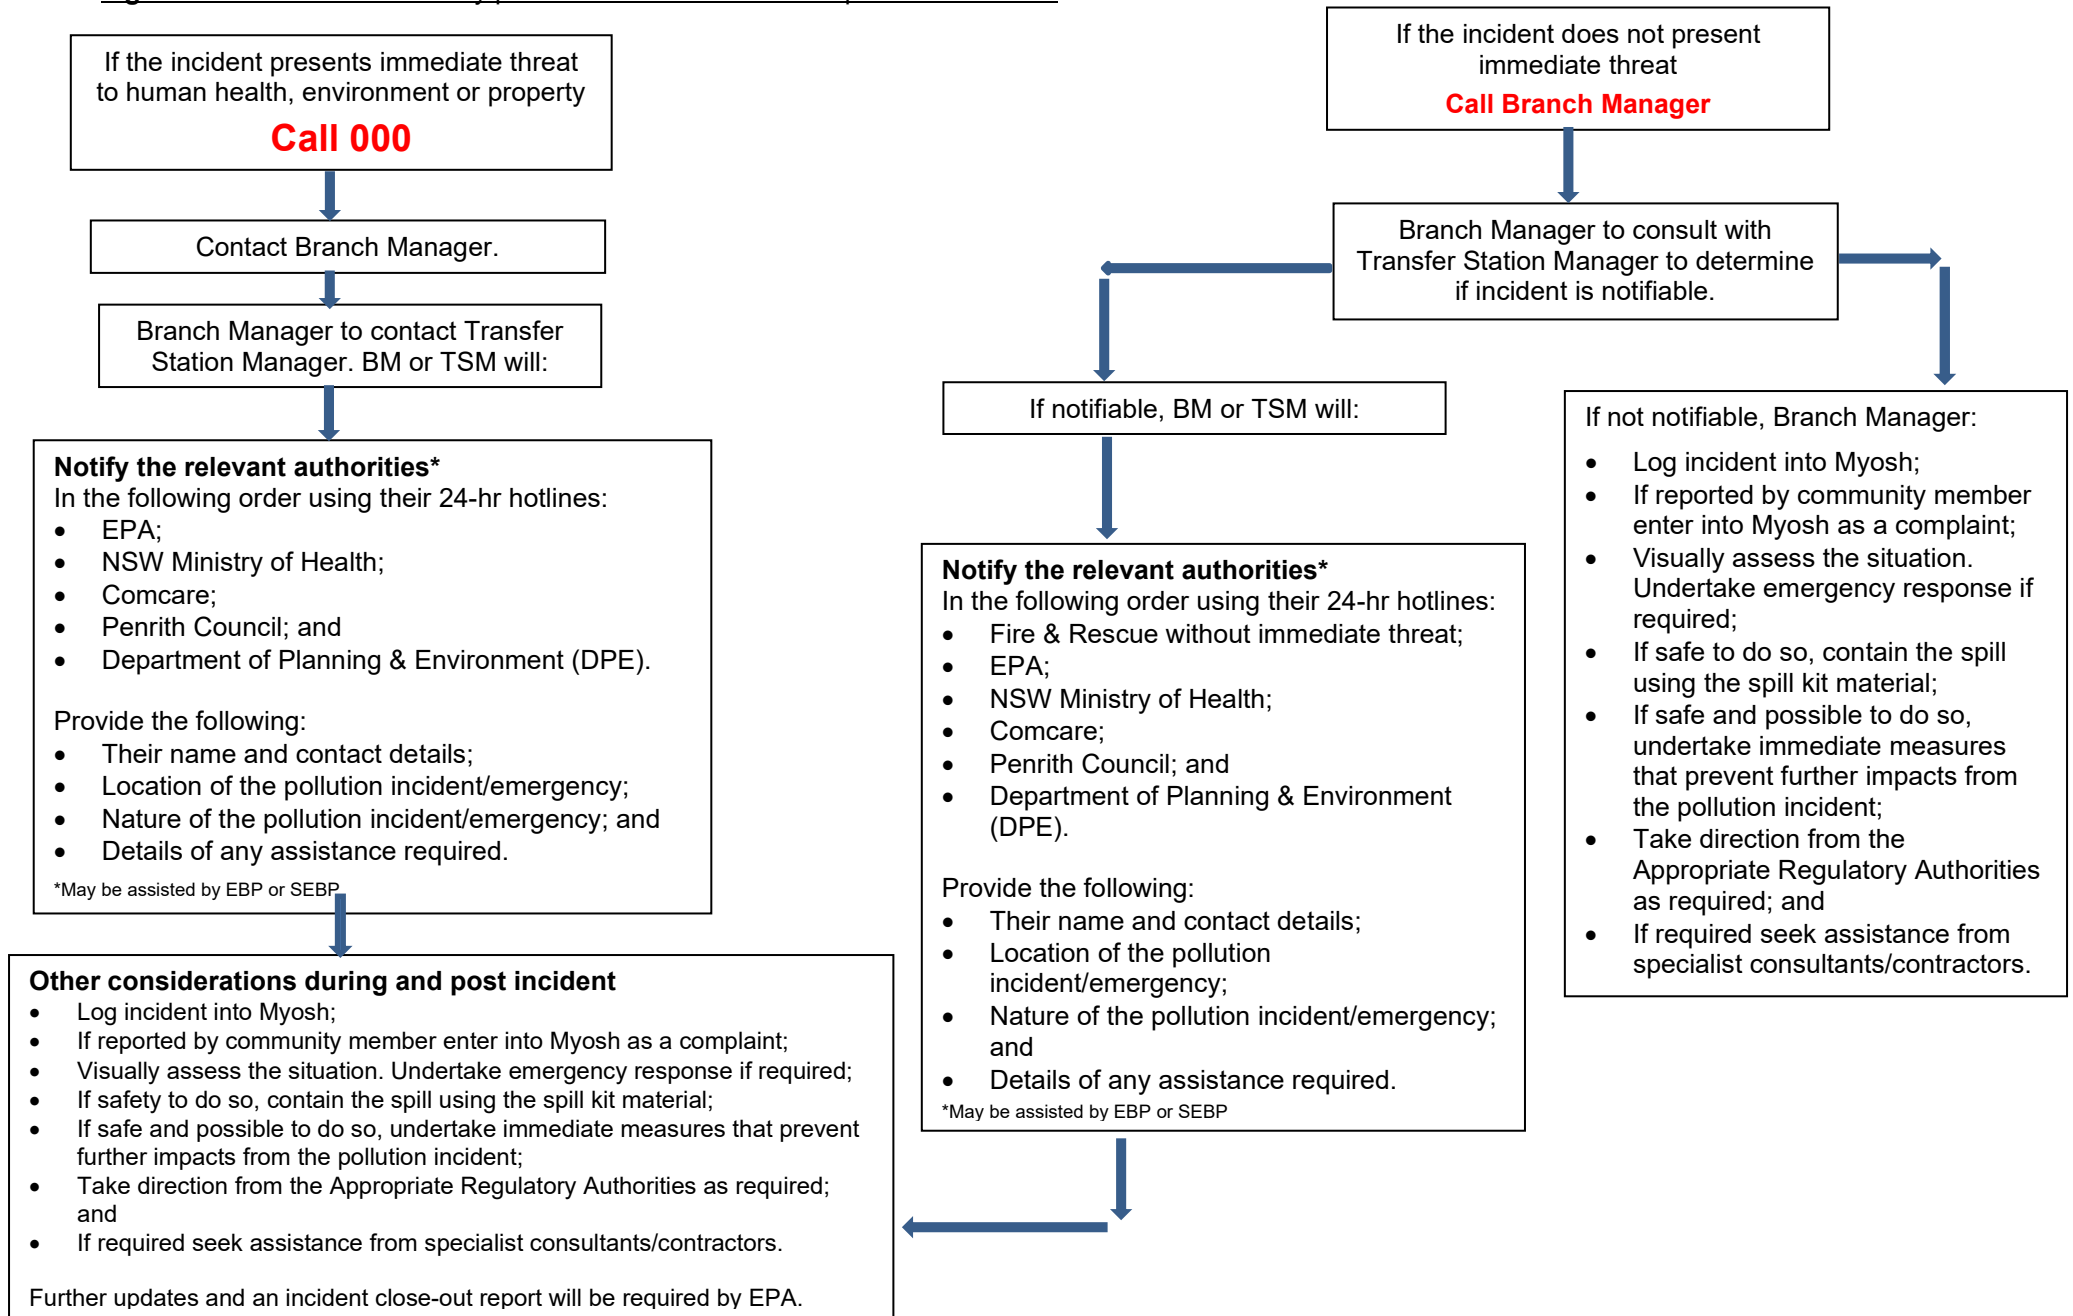 If the incident presents immediate threat
to human health, environment or property
Call 000
Contact Branch Manager.
Branch Manager to contact Transfer
Station Manager. BM or TSM will:
Notify the relevant authorities*
In the following order using their 24-hr hotlines:
• EPA;
• NSW Ministry of Health;
• Comcare;
• Penrith Council; and
• Department of Planning & Environment (DPE).
Provide the following:
• Their name and contact details;
• Location of the pollution incident/emergency;
• Nature of the pollution incident/emergency; and
• Details of any assistance required.
*May be assisted by EBP or SEBP
Other considerations during and post incident
• Log incident into Myosh;
• If reported by community member enter into Myosh as a complaint;
• Visually assess the situation. Undertake emergency response if required;
• If safety to do so, contain the spill using the spill kit material;
• If safe and possible to do so, undertake immediate measures that prevent
further impacts from the pollution incident;
• Take direction from the Appropriate Regulatory Authorities as required;
and
• If required seek assistance from specialist consultants/contractors.
Further updates and an incident close-out report will be required by EPA.
If the incident does not present
immediate threat
Call Branch Manager
Branch Manager to consult with
Transfer Station Manager to determine
if incident is notifiable.
If notifiable, BM or TSM will:
Notify the relevant authorities*
In the following order using their 24-hr hotlines:
• Fire & Rescue without immediate threat;
• EPA;
• NSW Ministry of Health;
• Comcare;
• Penrith Council; and
• Department of Planning & Environment
(DPE).
Provide the following:
• Their name and contact details;
• Location of the pollution
incident/emergency;
• Nature of the pollution incident/emergency;
and
• Details of any assistance required.
*May be assisted by EBP or SEBP
If not notifiable, Branch Manager:
• Log incident into Myosh;
• If reported by community member
enter into Myosh as a complaint;
• Visually assess the situation.
Undertake emergency response if
required;
• If safe to do so, contain the spill
using the spill kit material;
• If safe and possible to do so,
undertake immediate measures
that prevent further impacts from
the pollution incident;
• Take direction from the
Appropriate Regulatory Authorities
as required; and
• If required seek assistance from
specialist consultants/contractors.